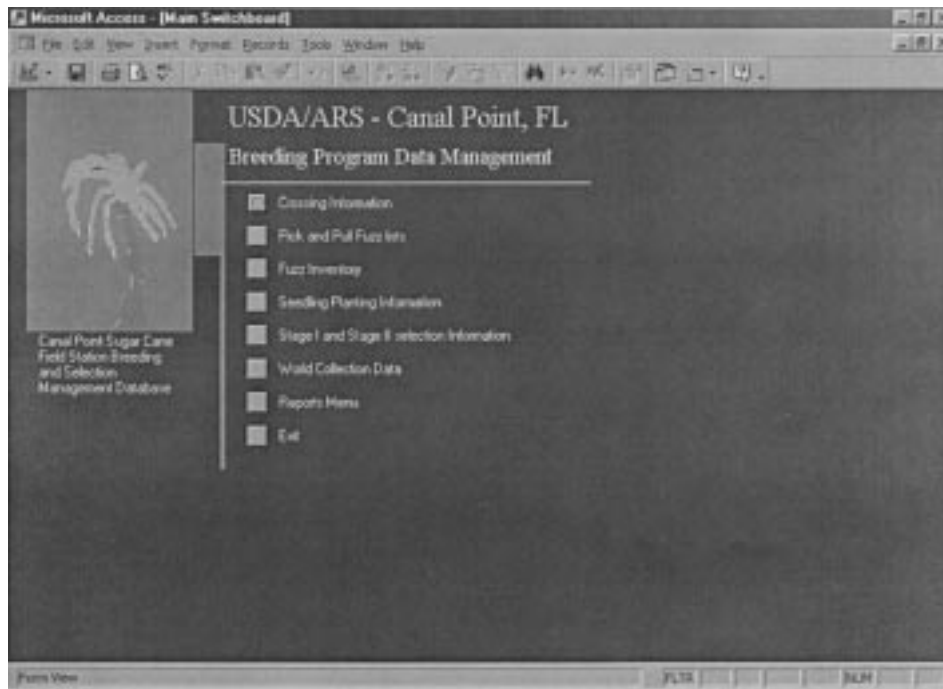 Microsoft Access - [Main Switchboard]
File Edit View Insert Format Records Tools Window Help
USDA/ARS - Canal Point, FL
Breeding Program Data Management
Crossing Information
Pick and Pull Fuzz lists
Fuzz Inventory
Seedling Planting Information
Stage I and Stage II selection Information
World Collection Data
Reports Menu
Exit
Canal Point Sugar Cane
Field Station Breeding
and Selection
Management Database
Form View
FLTR
NUM